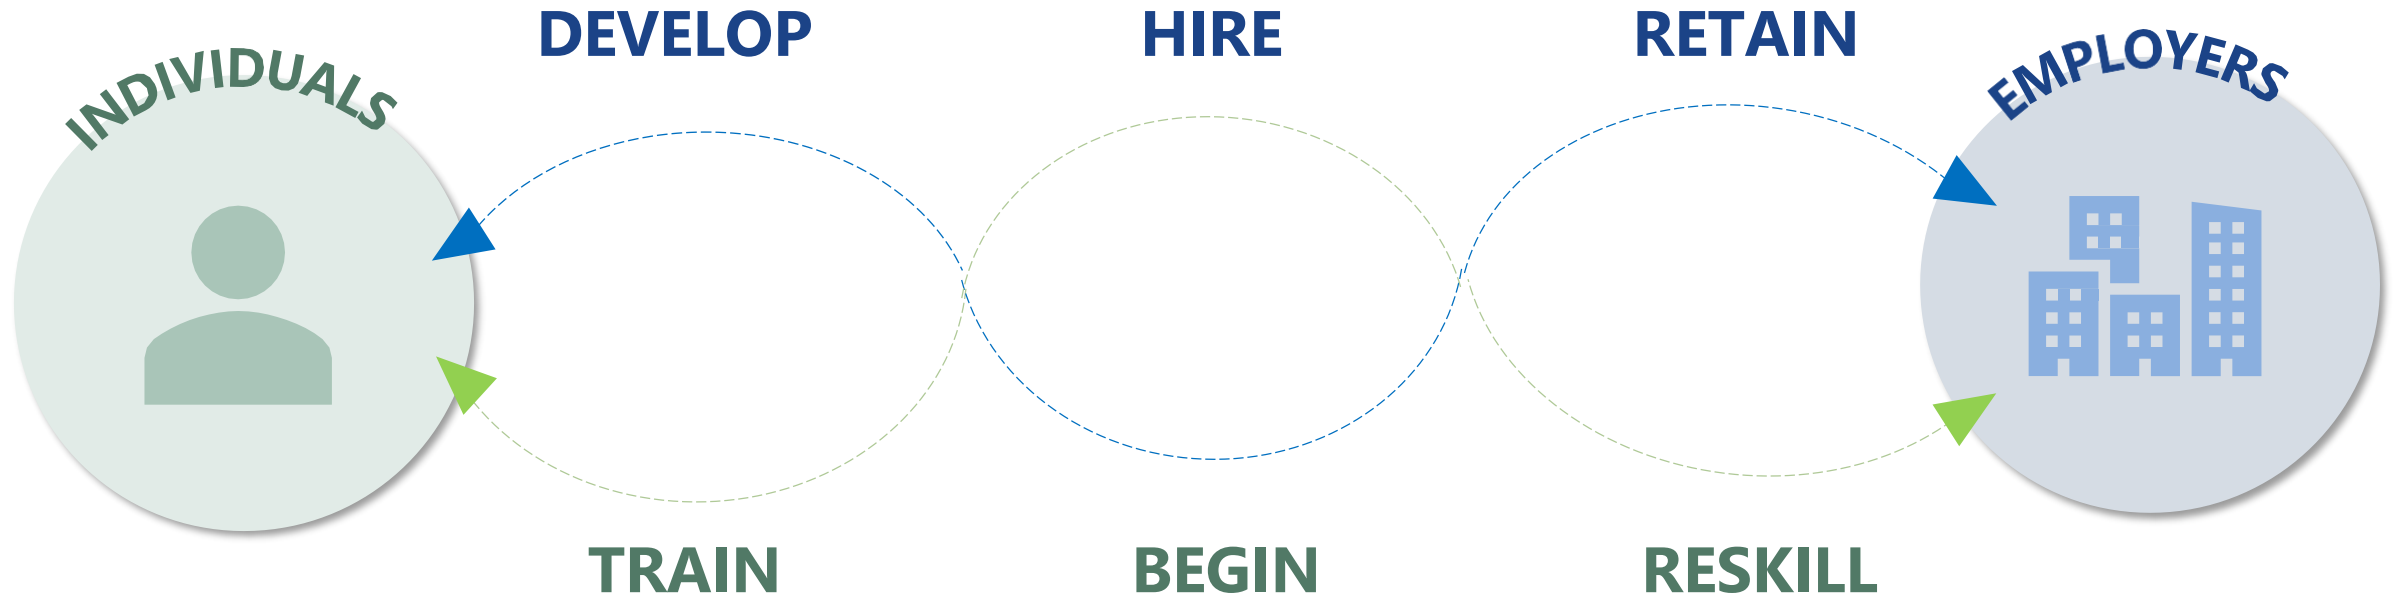 DEVELOP HIRE RETAIN
INDIVIDUALS
EMPLOYERS
TRAIN BEGIN RESKILL